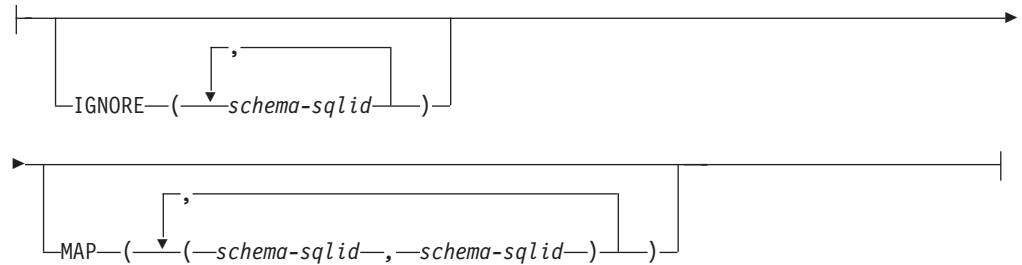 ,
IGNORE ( schema-sqlid )
,
MAP ( ( schema-sqlid , schema-sqlid ) )